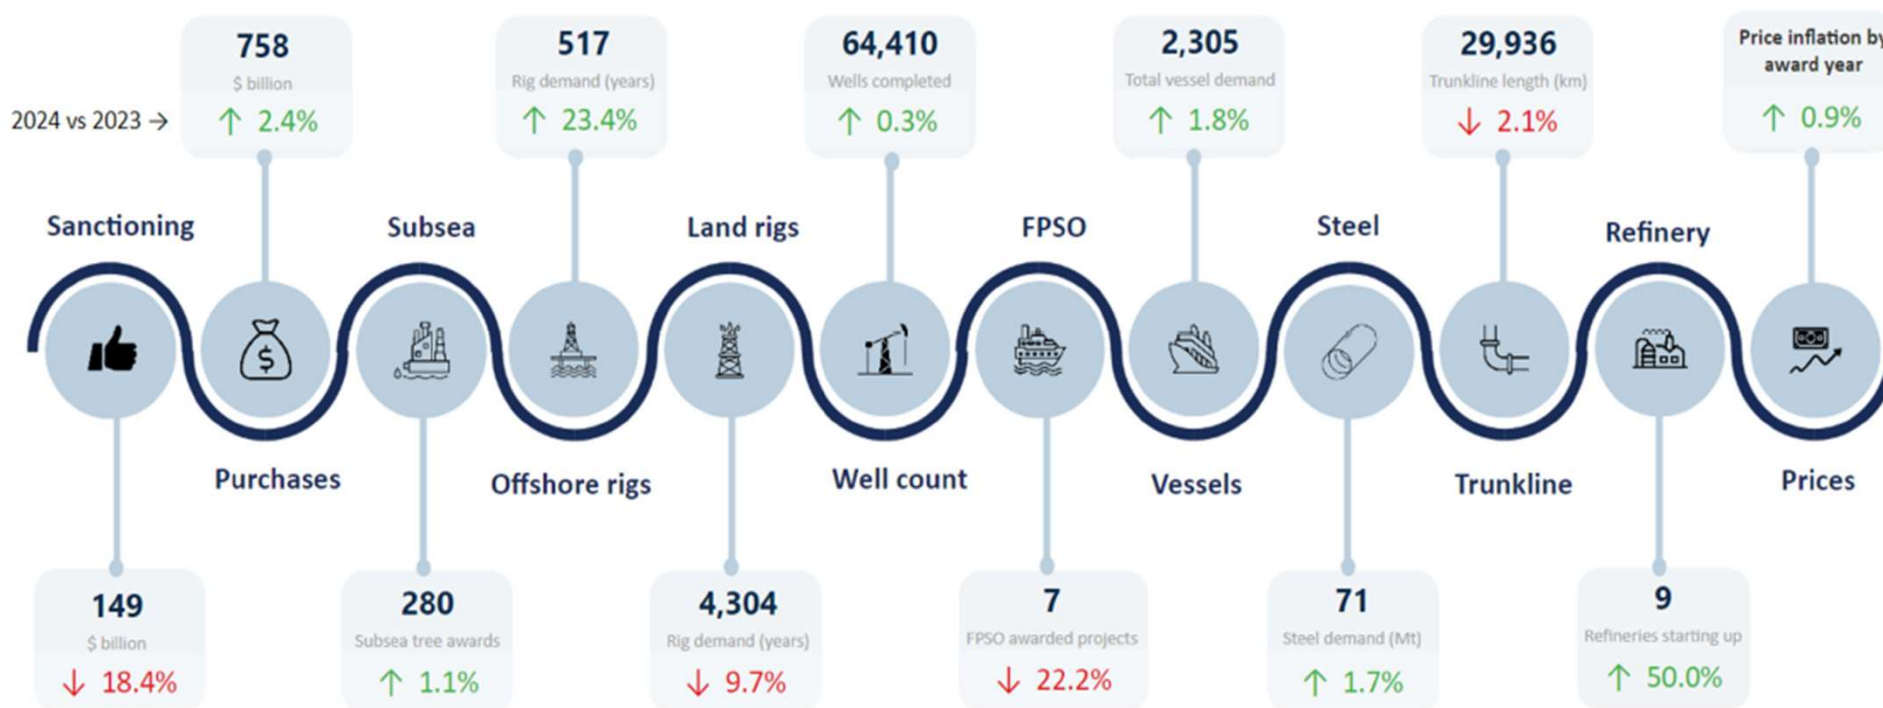 758
$ billion
↑ 2.4%
517
Rig demand (years)
↑ 23.4%
64,410
Wells completed
↑ 0.3%
2,305
Total vessel demand
↑ 1.8%
29,936
Trunkline length (km)
↓ 2.1%
Price inflation by
award year
↑ 0.9%
2024 vs 2023 →
Sanctioning
Subsea
Land rigs
FPSO
Steel
Refinery
$
Purchases
Offshore rigs
Well count
Vessels
Trunkline
Prices
149
$ billion
↓ 18.4%
280
Subsea tree awards
↑ 1.1%
4,304
Rig demand (years)
↓ 9.7%
7
FPSO awarded projects
↓ 22.2%
71
Steel demand (Mt)
↑ 1.7%
9
Refineries starting up
↑ 50.0%